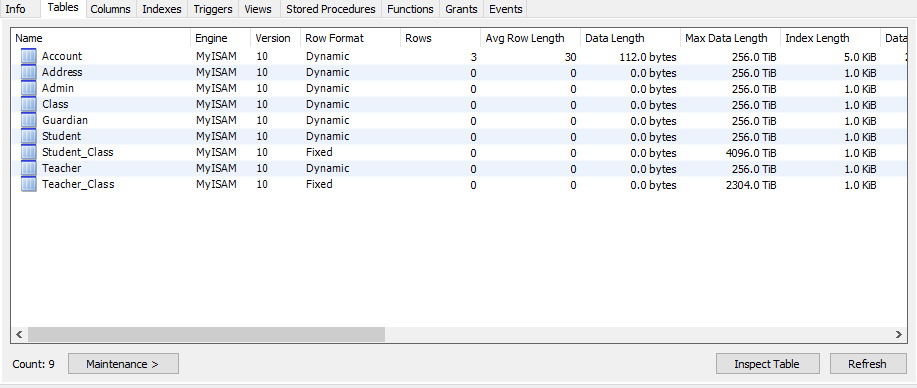 Info Tables Columns Indexes Triggers Views Stored Procedures Functions Grants Events
Name Engine Version Row Format Rows Avg Row Length Data Length Max Data Length Index Length Data
Account MyISAM 10 Dynamic 3 30 112.0 bytes 256.0 TiB 5.0 KiB
Address MyISAM 10 Dynamic 0 0 0.0 bytes 256.0 TiB 1.0 KiB
Admin MyISAM 10 Dynamic 0 0 0.0 bytes 256.0 TiB 1.0 KiB
Class MyISAM 10 Dynamic 0 0 0.0 bytes 256.0 TiB 1.0 KiB
Guardian MyISAM 10 Dynamic 0 0 0.0 bytes 256.0 TiB 1.0 KiB
Student MyISAM 10 Dynamic 0 0 0.0 bytes 256.0 TiB 1.0 KiB
Student_Class MyISAM 10 Fixed 0 0 0.0 bytes 4096.0 TiB 1.0 KiB
Teacher MyISAM 10 Dynamic 0 0 0.0 bytes 256.0 TiB 1.0 KiB
Teacher_Class MyISAM 10 Fixed 0 0 0.0 bytes 2304.0 TiB 1.0 KiB
Count: 9 Maintenance > Inspect Table Refresh